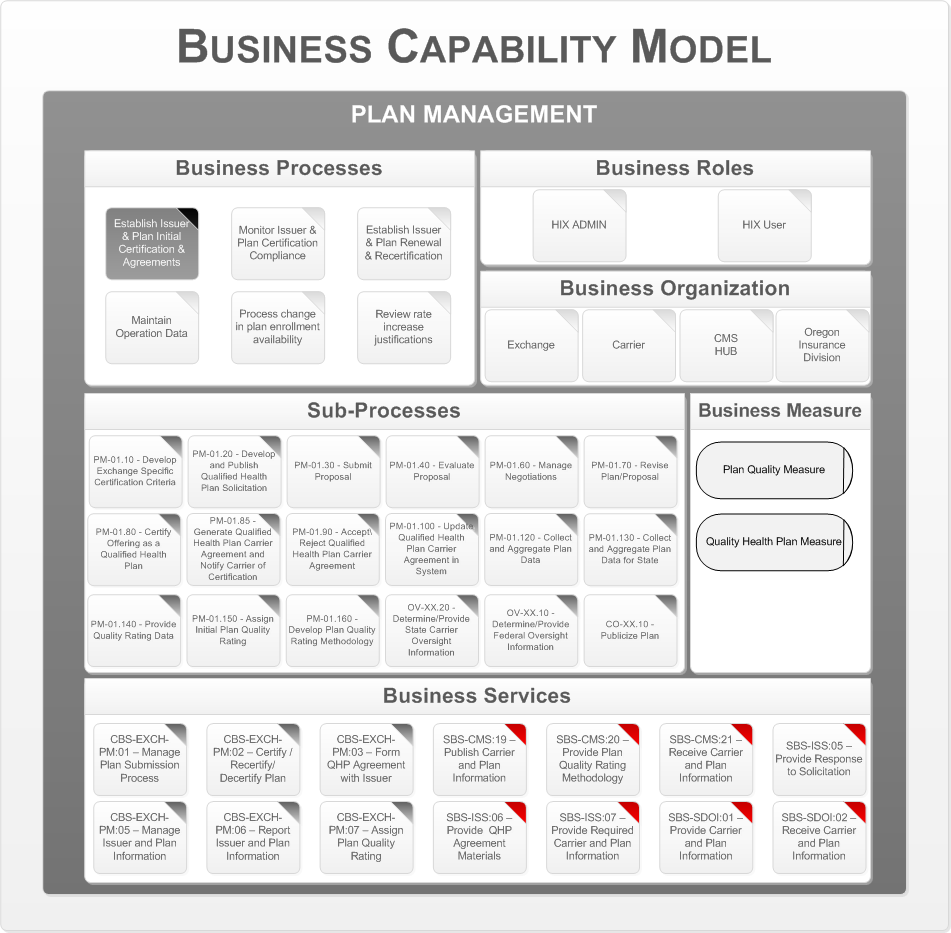 BUSINESS CAPABILITY MODEL
PLAN MANAGEMENT
Business Processes
Establish Issuer
& Plan Initial
Certification &
Agreements
Monitor Issuer &
Plan Certification
Compliance
Establish Issuer
& Plan Renewal
& Recertification
Maintain
Operation Data
Process change
in plan enrollment
availability
Review rate
increase
justifications
Business Roles
HIX ADMIN
HIX User
Business Organization
Exchange
Carrier
CMS
HUB
Oregon
Insurance
Division
Sub-Processes
PM-01.10 - Develop
Exchange Specific
Certification Criteria
PM-01.20 - Develop
and Publish
Qualified Health
Plan Solicitation
PM-01.30 - Submit
Proposal
PM-01.40 - Evaluate
Proposal
PM-01.60 - Manage
Negotiations
PM-01.70 - Revise
Plan/Proposal
PM-01.80 - Certify
Offering as a
Qualified Health
Plan
PM-01.85 -
Generate Qualified
Health Plan Carrier
Agreement and
Notify Carrier of
Certification
PM-01.90 - Accept\
Reject Qualified
Health Plan Carrier
Agreement
PM-01.100 - Update
Qualified Health
Plan Carrier
Agreement in
System
PM-01.120 - Collect
and Aggregate Plan
Data
PM-01.130 - Collect
and Aggregate Plan
Data for State
PM-01.140 - Provide
Quality Rating Data
PM-01.150 - Assign
Initial Plan Quality
Rating
PM-01.160 -
Develop Plan Quality
Rating Methodology
OV-XX.20 -
Determine/Provide
State Carrier
Oversight
Information
OV-XX.10 -
Determine/Provide
Federal Oversight
Information
CO-XX.10 -
Publicize Plan
Business Measure
Plan Quality Measure
Quality Health Plan Measure
Business Services
CBS-EXCH-
PM:01 – Manage
Plan Submission
Process
CBS-EXCH-
PM:02 – Certify /
Recertify/
Decertify Plan
CBS-EXCH-
PM:03 – Form
QHP Agreement
with Issuer
SBS-CMS:19 –
Publish Carrier
and Plan
Information
SBS-CMS:20 –
Provide Plan
Quality Rating
Methodology
SBS-CMS:21 –
Receive Carrier
and Plan
Information
SBS-ISS:05 –
Provide Response
to Solicitation
CBS-EXCH-
PM:05 – Manage
Issuer and Plan
Information
CBS-EXCH-
PM:06 – Report
Issuer and Plan
Information
CBS-EXCH-
PM:07 – Assign
Plan Quality
Rating
SBS-ISS:06 –
Provide QHP
Agreement
Materials
SBS-ISS:07 –
Provide Required
Carrier and Plan
Information
SBS-SDOI:01 –
Provide Carrier
and Plan
Information
SBS-SDOI:02 –
Receive Carrier
and Plan
Information